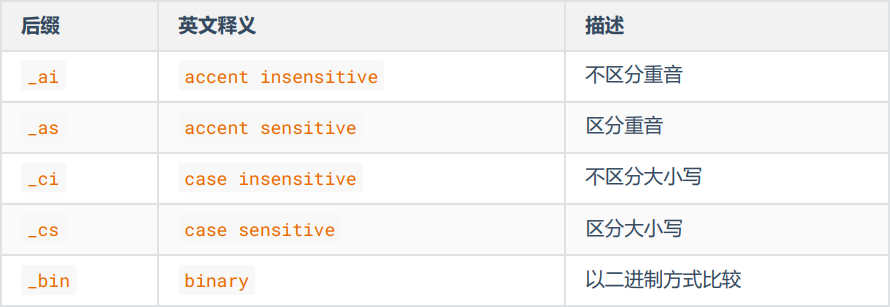 后缀 英文释义 描述
_ai accent insensitive 不区分重音
_as accent sensitive 区分重音
_ci case insensitive 不区分大小写
_cs case sensitive 区分大小写
_bin binary 以二进制方式比较